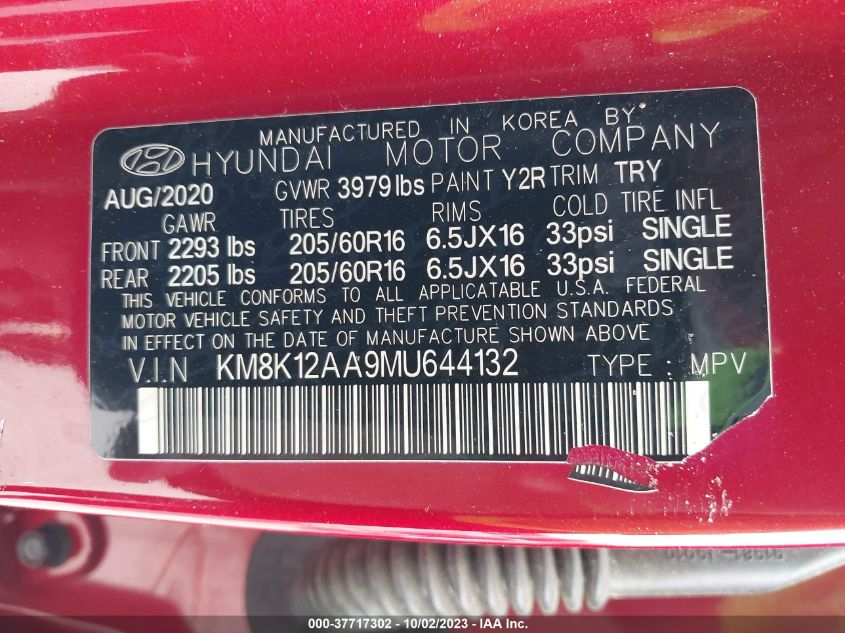 MANUFACTURED IN KOREA BY
HYUNDAI MOTOR COMPANY
AUG/2020 GVWR 3979 lbs PAINT Y2R TRIM TRY
GAWR TIRES RIMS COLD TIRE INFL
FRONT 2293 lbs 205/60R16 6.5JX16 33psi SINGLE
REAR 2205 lbs 205/60R16 6.5JX16 33psi SINGLE
THIS VEHICLE CONFORMS TO ALL APPLICATABLE U.S.A. FEDERAL
MOTOR VEHICLE SAFETY AND THEFT PREVENTION STANDARDS
IN EFFECT ON THE DATE OF MANUFACTURE SHOWN ABOVE
V.I.N KM8K12AA9MU644132 TYPE : MPV
000-37717302 - 10/02/2023 - IAA Inc.